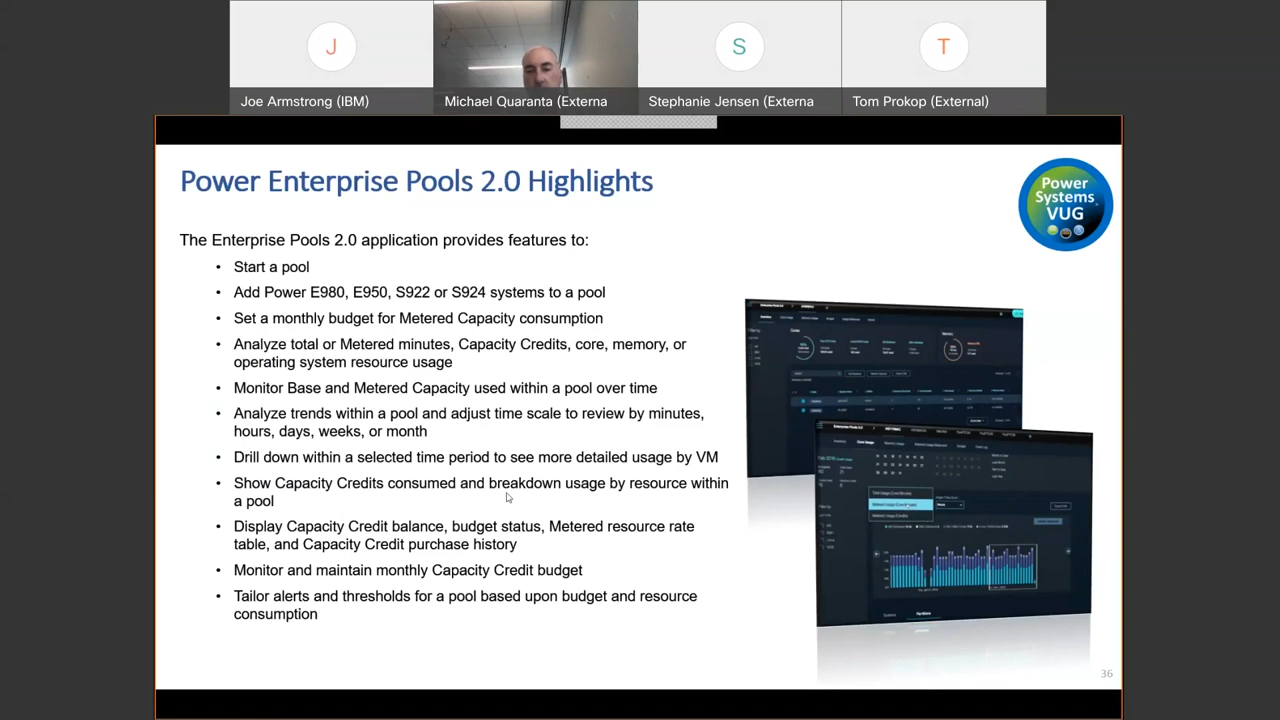 J
S
T
Joe Armstrong (IBM)
Michael Quaranta (Externa
Stephanie Jensen (Externa
Tom Prokop (External)
Power Enterprise Pools 2.0 Highlights
Power
Systems
VUG
The Enterprise Pools 2.0 application provides features to:
• Start a pool
• Add Power E980, E950, S922 or S924 systems to a pool
• Set a monthly budget for Metered Capacity consumption
• Analyze total or Metered minutes, Capacity Credits, core, memory, or
operating system resource usage
• Monitor Base and Metered Capacity used within a pool over time
• Analyze trends within a pool and adjust time scale to review by minutes,
hours, days, weeks, or month
• Drill down within a selected time period to see more detailed usage by VM
• Show Capacity Credits consumed and breakdown usage by resource within
a pool
• Display Capacity Credit balance, budget status, Metered resource rate
table, and Capacity Credit purchase history
• Monitor and maintain monthly Capacity Credit budget
• Tailor alerts and thresholds for a pool based upon budget and resource
consumption
36